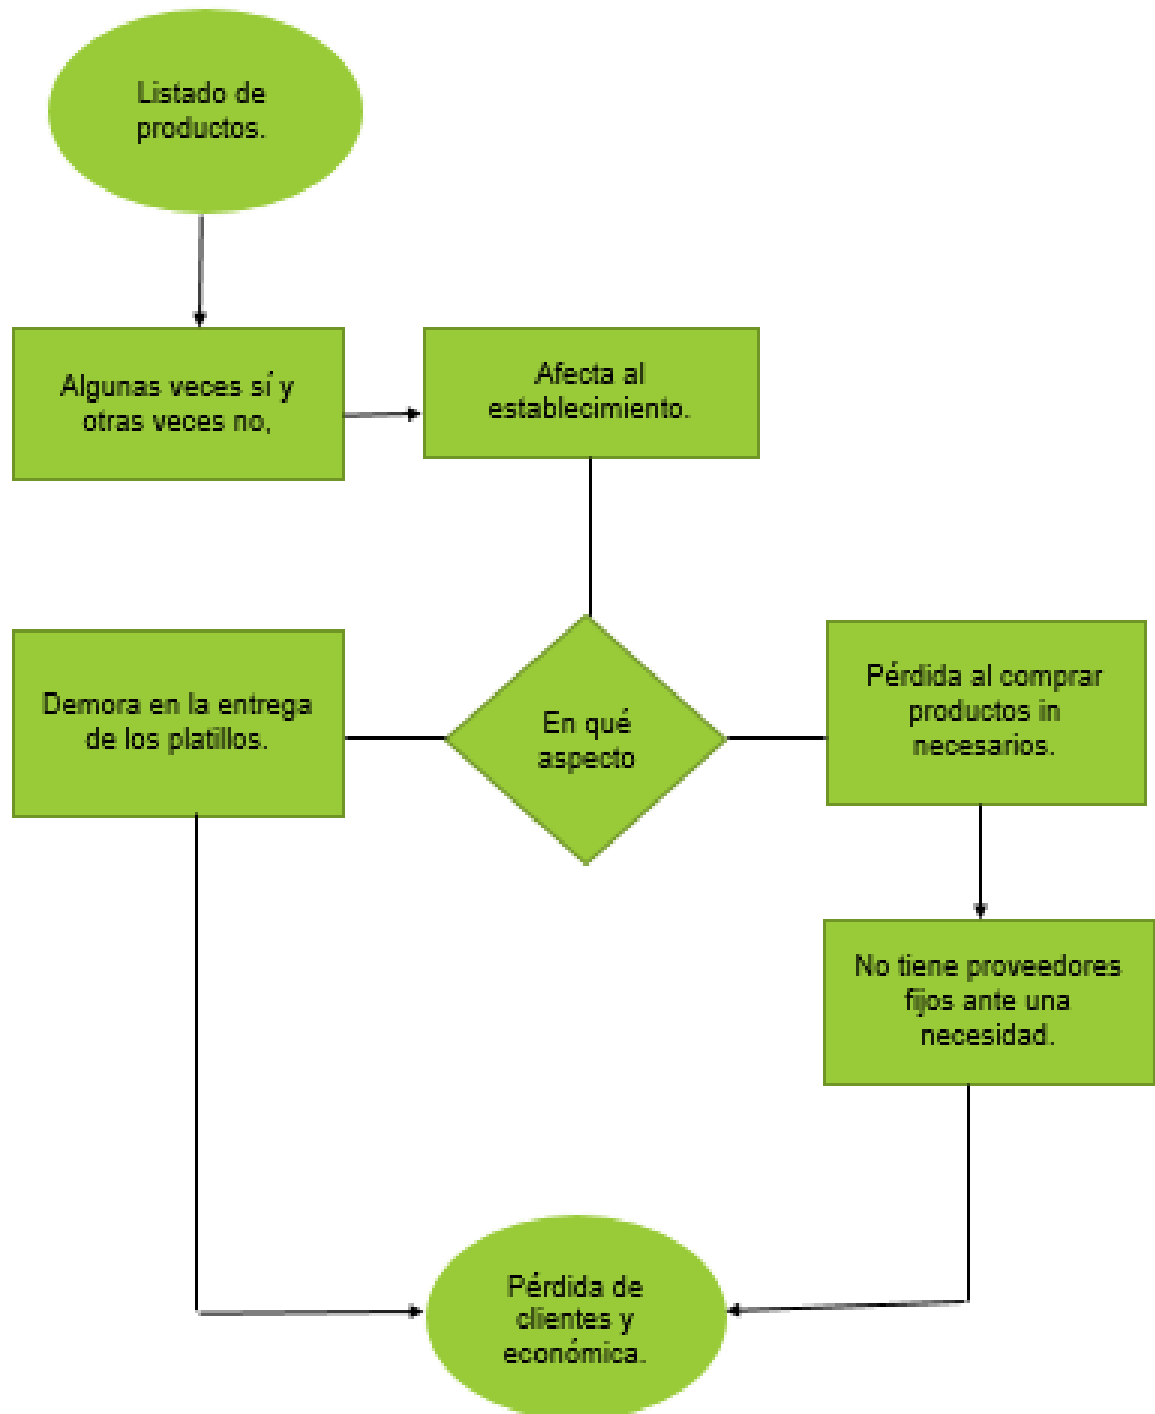 Listado de
productos.
Algunas veces sí y
otras veces no,
Afecta al
establecimiento.
Demora en la entrega
de los platillos.
En qué
aspecto
Pérdida al comprar
productos in
necesarios.
No tiene proveedores
fijos ante una
necesidad.
Pérdida de
clientes y
económica.